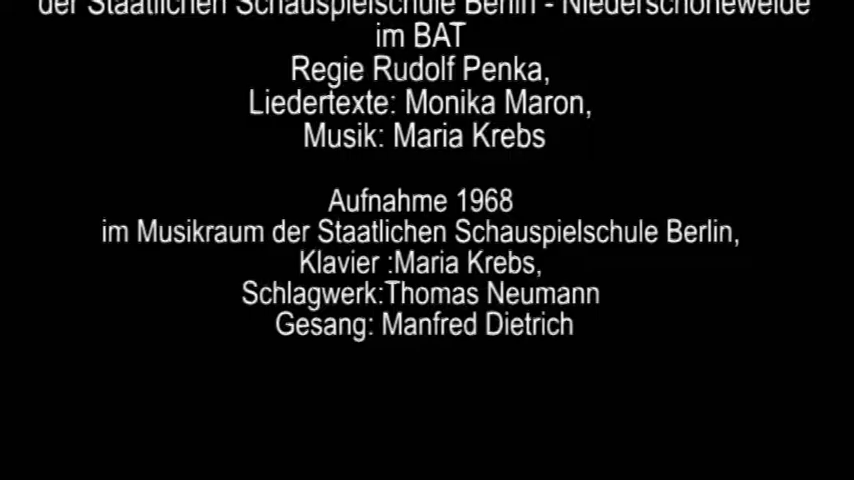 der Staatlichen Schauspielschule Berlin - Niederschöneweide
im BAT
Regie Rudolf Penka,
Liedertexte: Monika Maron,
Musik: Maria Krebs
Aufnahme 1968
im Musikraum der Staatlichen Schauspielschule Berlin,
Klavier :Maria Krebs,
Schlagwerk:Thomas Neumann
Gesang: Manfred Dietrich